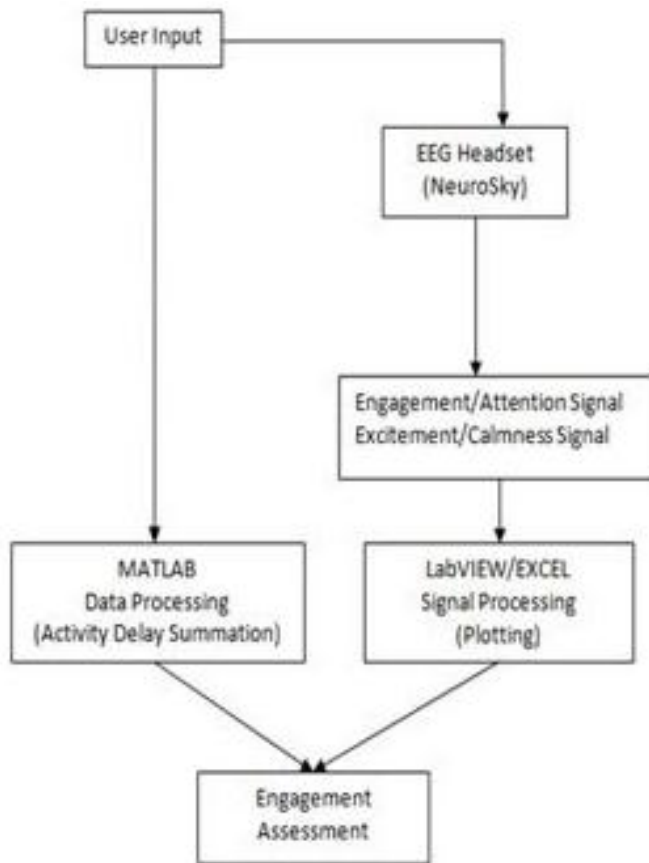 User Input
EEG Headset
(NeuroSky)
Engagement/Attention Signal
Excitement/Calmness Signal
MATLAB
Data Processing
(Activity Delay Summation)
LabVIEW/EXCEL
Signal Processing
(Plotting)
Engagement
Assessment